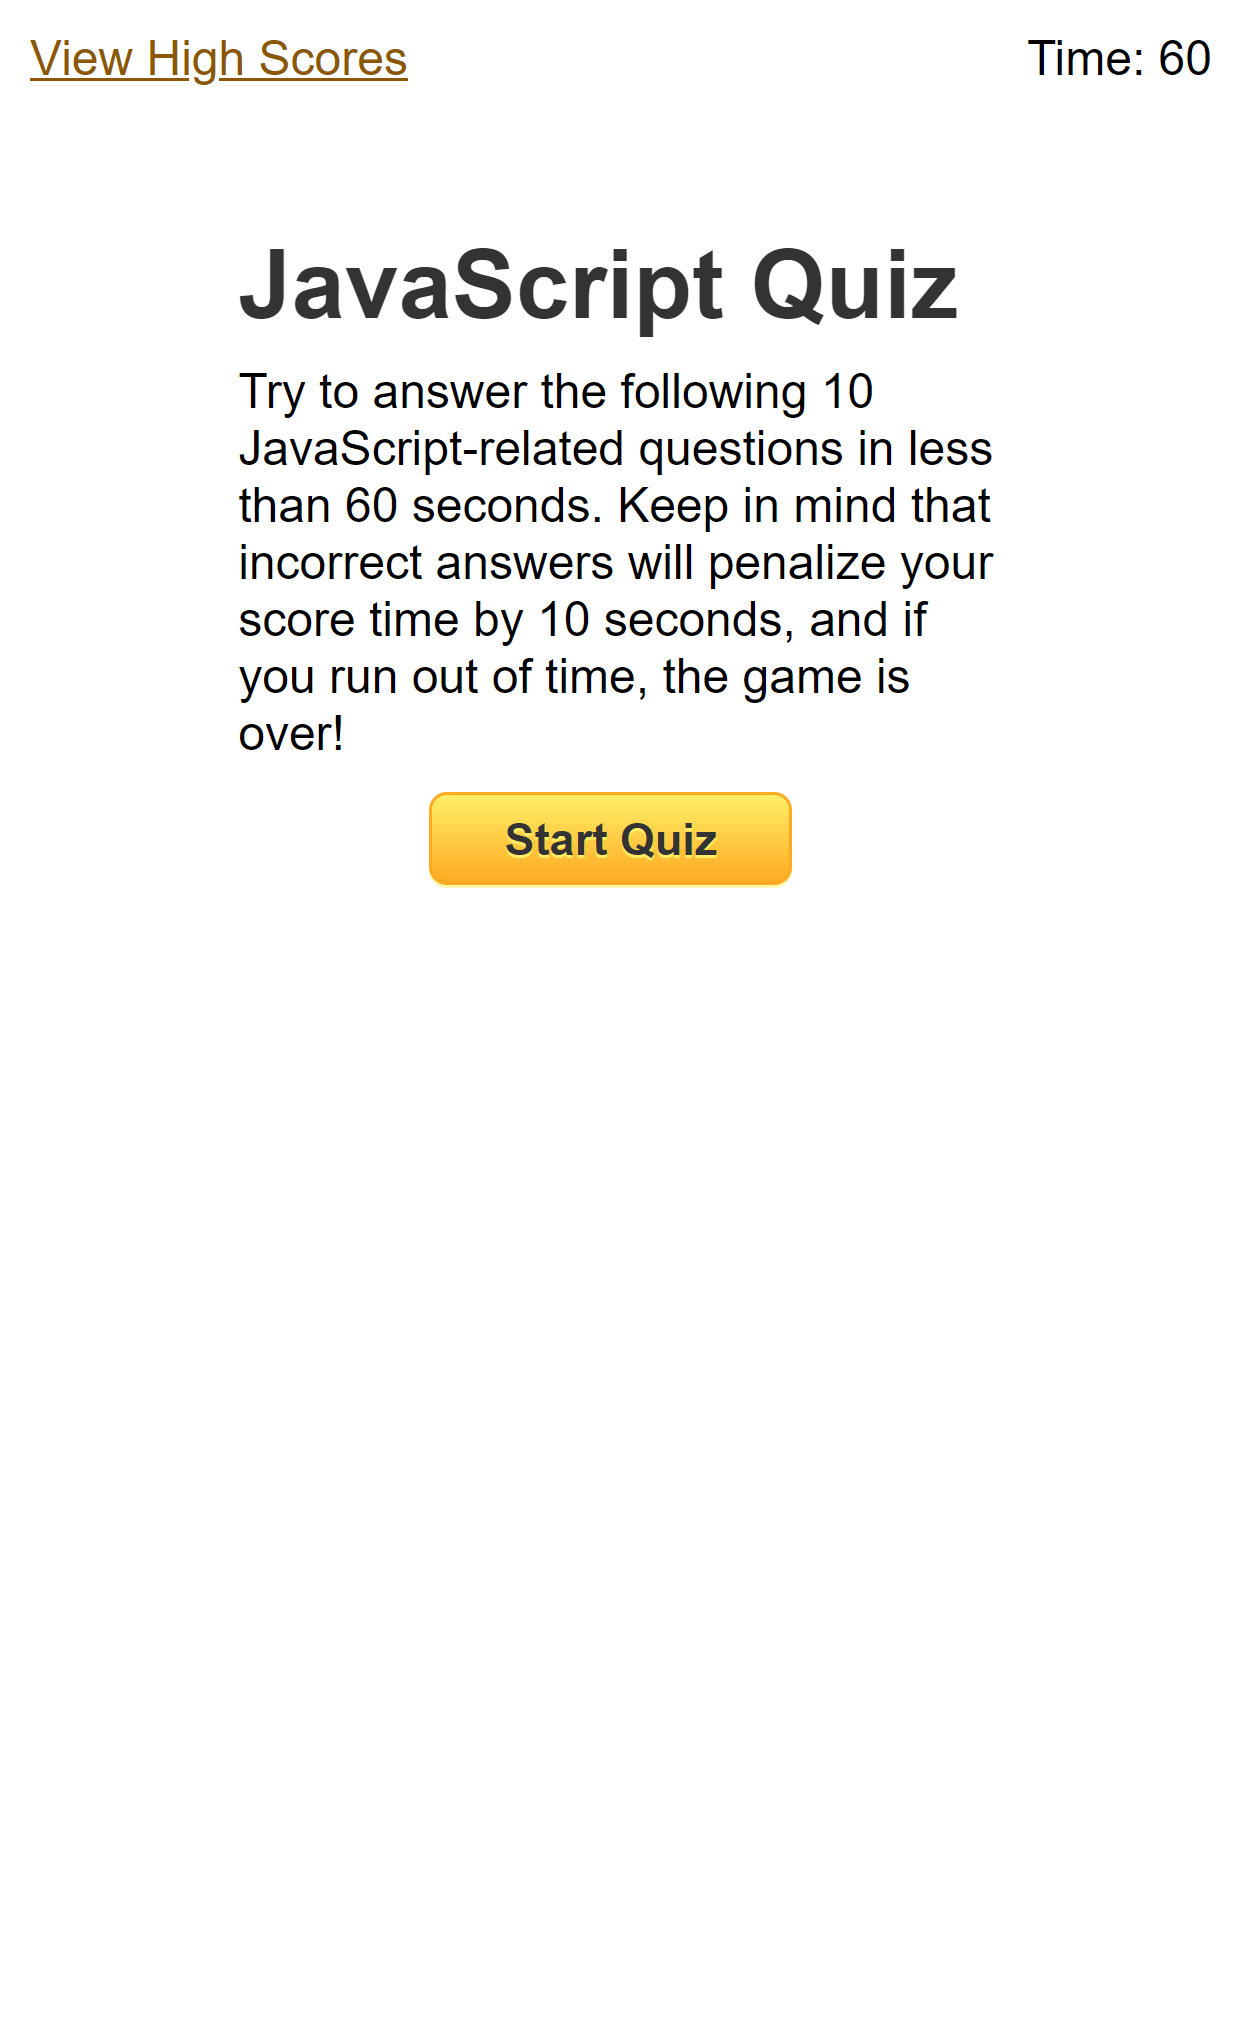 View High Scores
Time: 60
JavaScript Quiz
Try to answer the following 10
JavaScript-related questions in less
than 60 seconds. Keep in mind that
incorrect answers will penalize your
score time by 10 seconds, and if
you run out of time, the game is
over!
Start Quiz